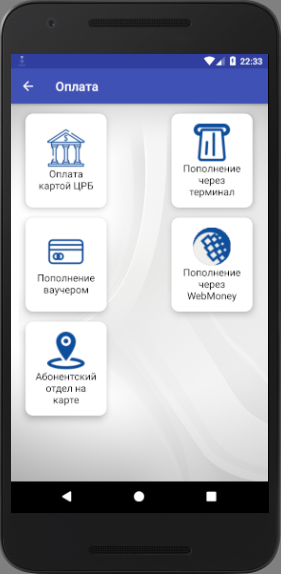 22:33
Оплата
Оплата
картой ЦРБ
Пополнение
через
терминал
Пополнение
ваучером
Пополнение
через
WebMoney
Абонентский
отдел на
карте